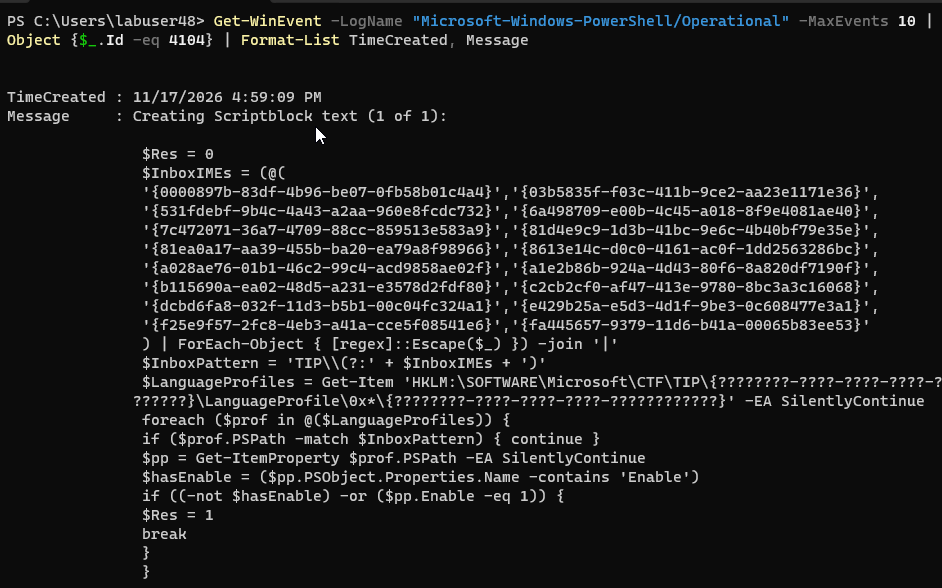 PS C:\Users\labuser48> Get-WinEvent -LogName "Microsoft-Windows-PowerShell/Operational" -MaxEvents 10 |
Object {$_.Id -eq 4104} | Format-List TimeCreated, Message
TimeCreated : 11/17/2026 4:59:09 PM
Message     : Creating Scriptblock text (1 of 1):
$Res = 0
$InboxIMEs = (@(
'{0000897b-83df-4b96-be07-0fb58b01c4a4}','{03b5835f-f03c-411b-9ce2-aa23e1171e36}',
'{531fdebf-9b4c-4a43-a2aa-960e8fcdc732}','{6a498709-e00b-4c45-a018-8f9e4081ae40}',
'{7c472071-36a7-4709-88cc-859513e583a9}','{81d4e9c9-1d3b-41bc-9e6c-4b40bf79e35e}',
'{81ea0a17-aa39-455b-ba20-ea79a8f98966}','{8613e14c-d0c0-4161-ac0f-1dd2563286bc}',
'{a028ae76-01b1-46c2-99c4-acd9858ae02f}','{a1e2b86b-924a-4d43-80f6-8a820df7190f}',
'{b115690a-ea02-48d5-a231-e3578d2fdf80}','{c2cb2cf0-af47-413e-9780-8bc3a3c16068}',
'{dcbd6fa8-032f-11d3-b5b1-00c04fc324a1}','{e429b25a-e5d3-4d1f-9be3-0c608477e3a1}',
'{f25e9f57-2fc8-4eb3-a41a-cce5f08541e6}','{fa445657-9379-11d6-b41a-00065b83ee53}'
) | ForEach-Object { [regex]::Escape($_) }) -join '|'
$InboxPattern = 'TIP\\(?:' + $InboxIMEs + ')'
$LanguageProfiles = Get-Item 'HKLM:\SOFTWARE\Microsoft\CTF\TIP\{????????-????-????-????-?
??????}\LanguageProfile\0x*\{????????-????-????-????-????????????}' -EA SilentlyContinue
foreach ($prof in @($LanguageProfiles)) {
if ($prof.PSPath -match $InboxPattern) { continue }
$pp = Get-ItemProperty $prof.PSPath -EA SilentlyContinue
$hasEnable = ($pp.PSObject.Properties.Name -contains 'Enable')
if ((-not $hasEnable) -or ($pp.Enable -eq 1)) {
$Res = 1
break
}
}